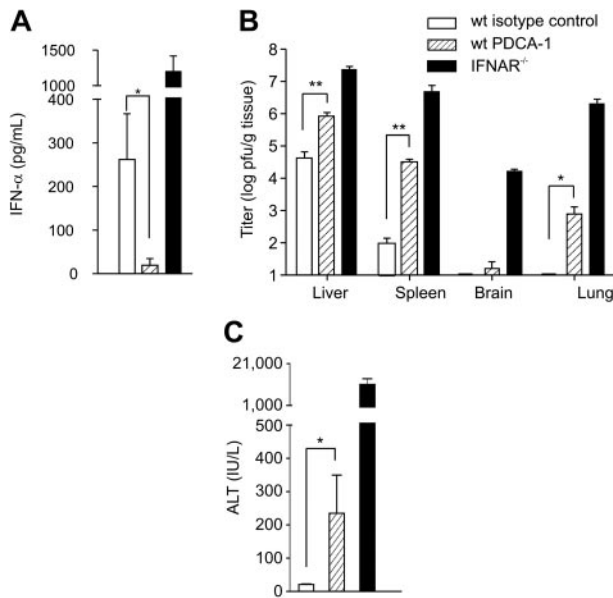 A
IFN-α (pg/mL)
1500
1000
400
300
200
100
0
*
B
wt isotype control
wt PDCA-1
IFNAR-/-
Titer (log pfu/g tissue)
8
7
6
5
4
3
2
1
**
**
*
Liver Spleen Brain Lung
C
ALT (IU/L)
21,000
1,000
500
400
300
200
100
0
*